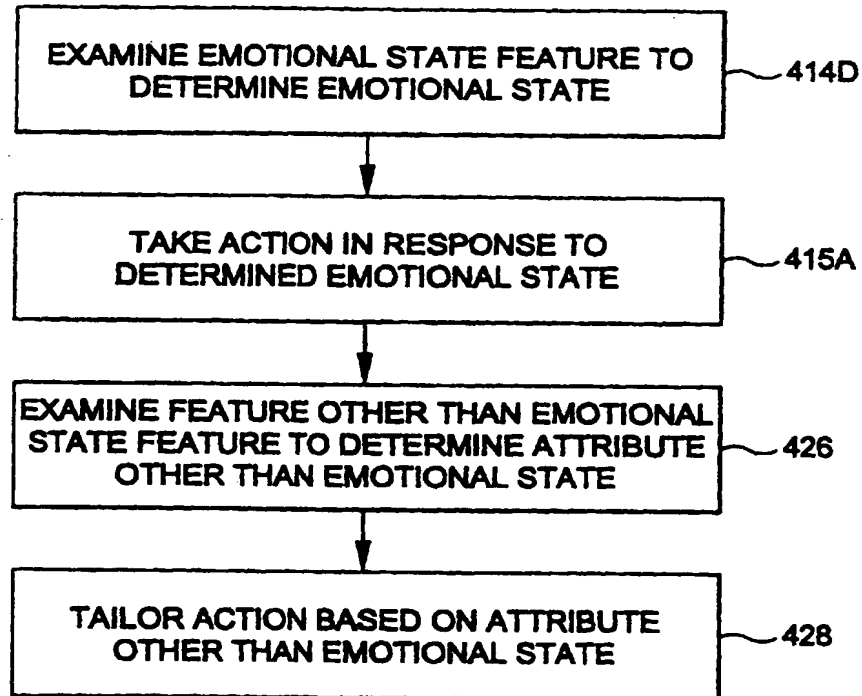 EXAMINE EMOTIONAL STATE FEATURE TO
DETERMINE EMOTIONAL STATE
414D
TAKE ACTION IN RESPONSE TO
DETERMINED EMOTIONAL STATE
415A
EXAMINE FEATURE OTHER THAN EMOTIONAL
STATE FEATURE TO DETERMINE ATTRIBUTE
OTHER THAN EMOTIONAL STATE
426
TAILOR ACTION BASED ON ATTRIBUTE
OTHER THAN EMOTIONAL STATE
428